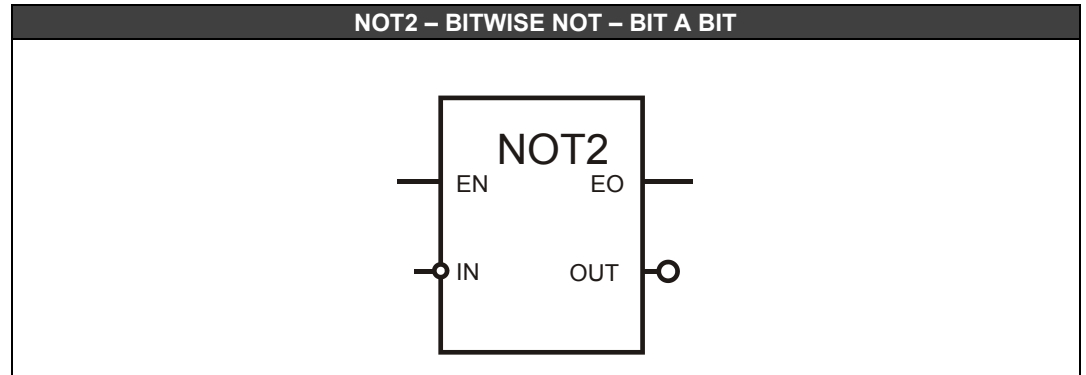 NOT2 – BITWISE NOT – BIT A BIT
NOT2
EN EO
IN OUT